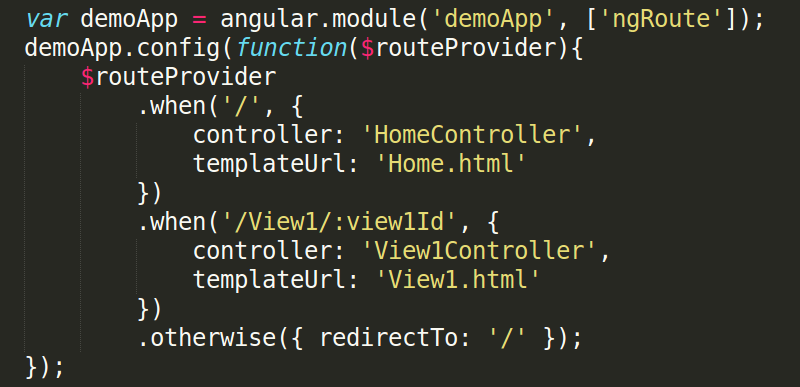 var demoApp = angular.module('demoApp', ['ngRoute']);
demoApp.config(function($routeProvider){
    $routeProvider
        .when('/', {
            controller: 'HomeController',
            templateUrl: 'Home.html'
        })
        .when('/View1/:view1Id', {
            controller: 'View1Controller',
            templateUrl: 'View1.html'
        })
        .otherwise({ redirectTo: '/' });
});